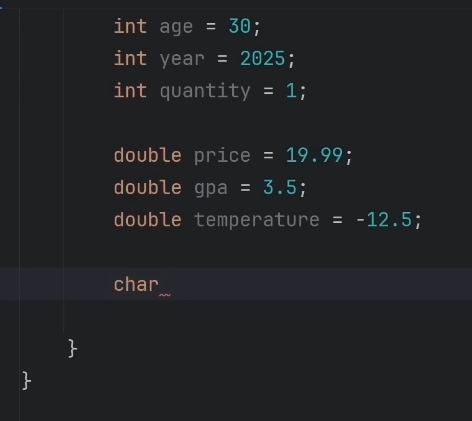 int age = 30;
int year = 2025;
int quantity = 1;
double price = 19.99;
double gpa = 3.5;
double temperature = -12.5;
char
}
}